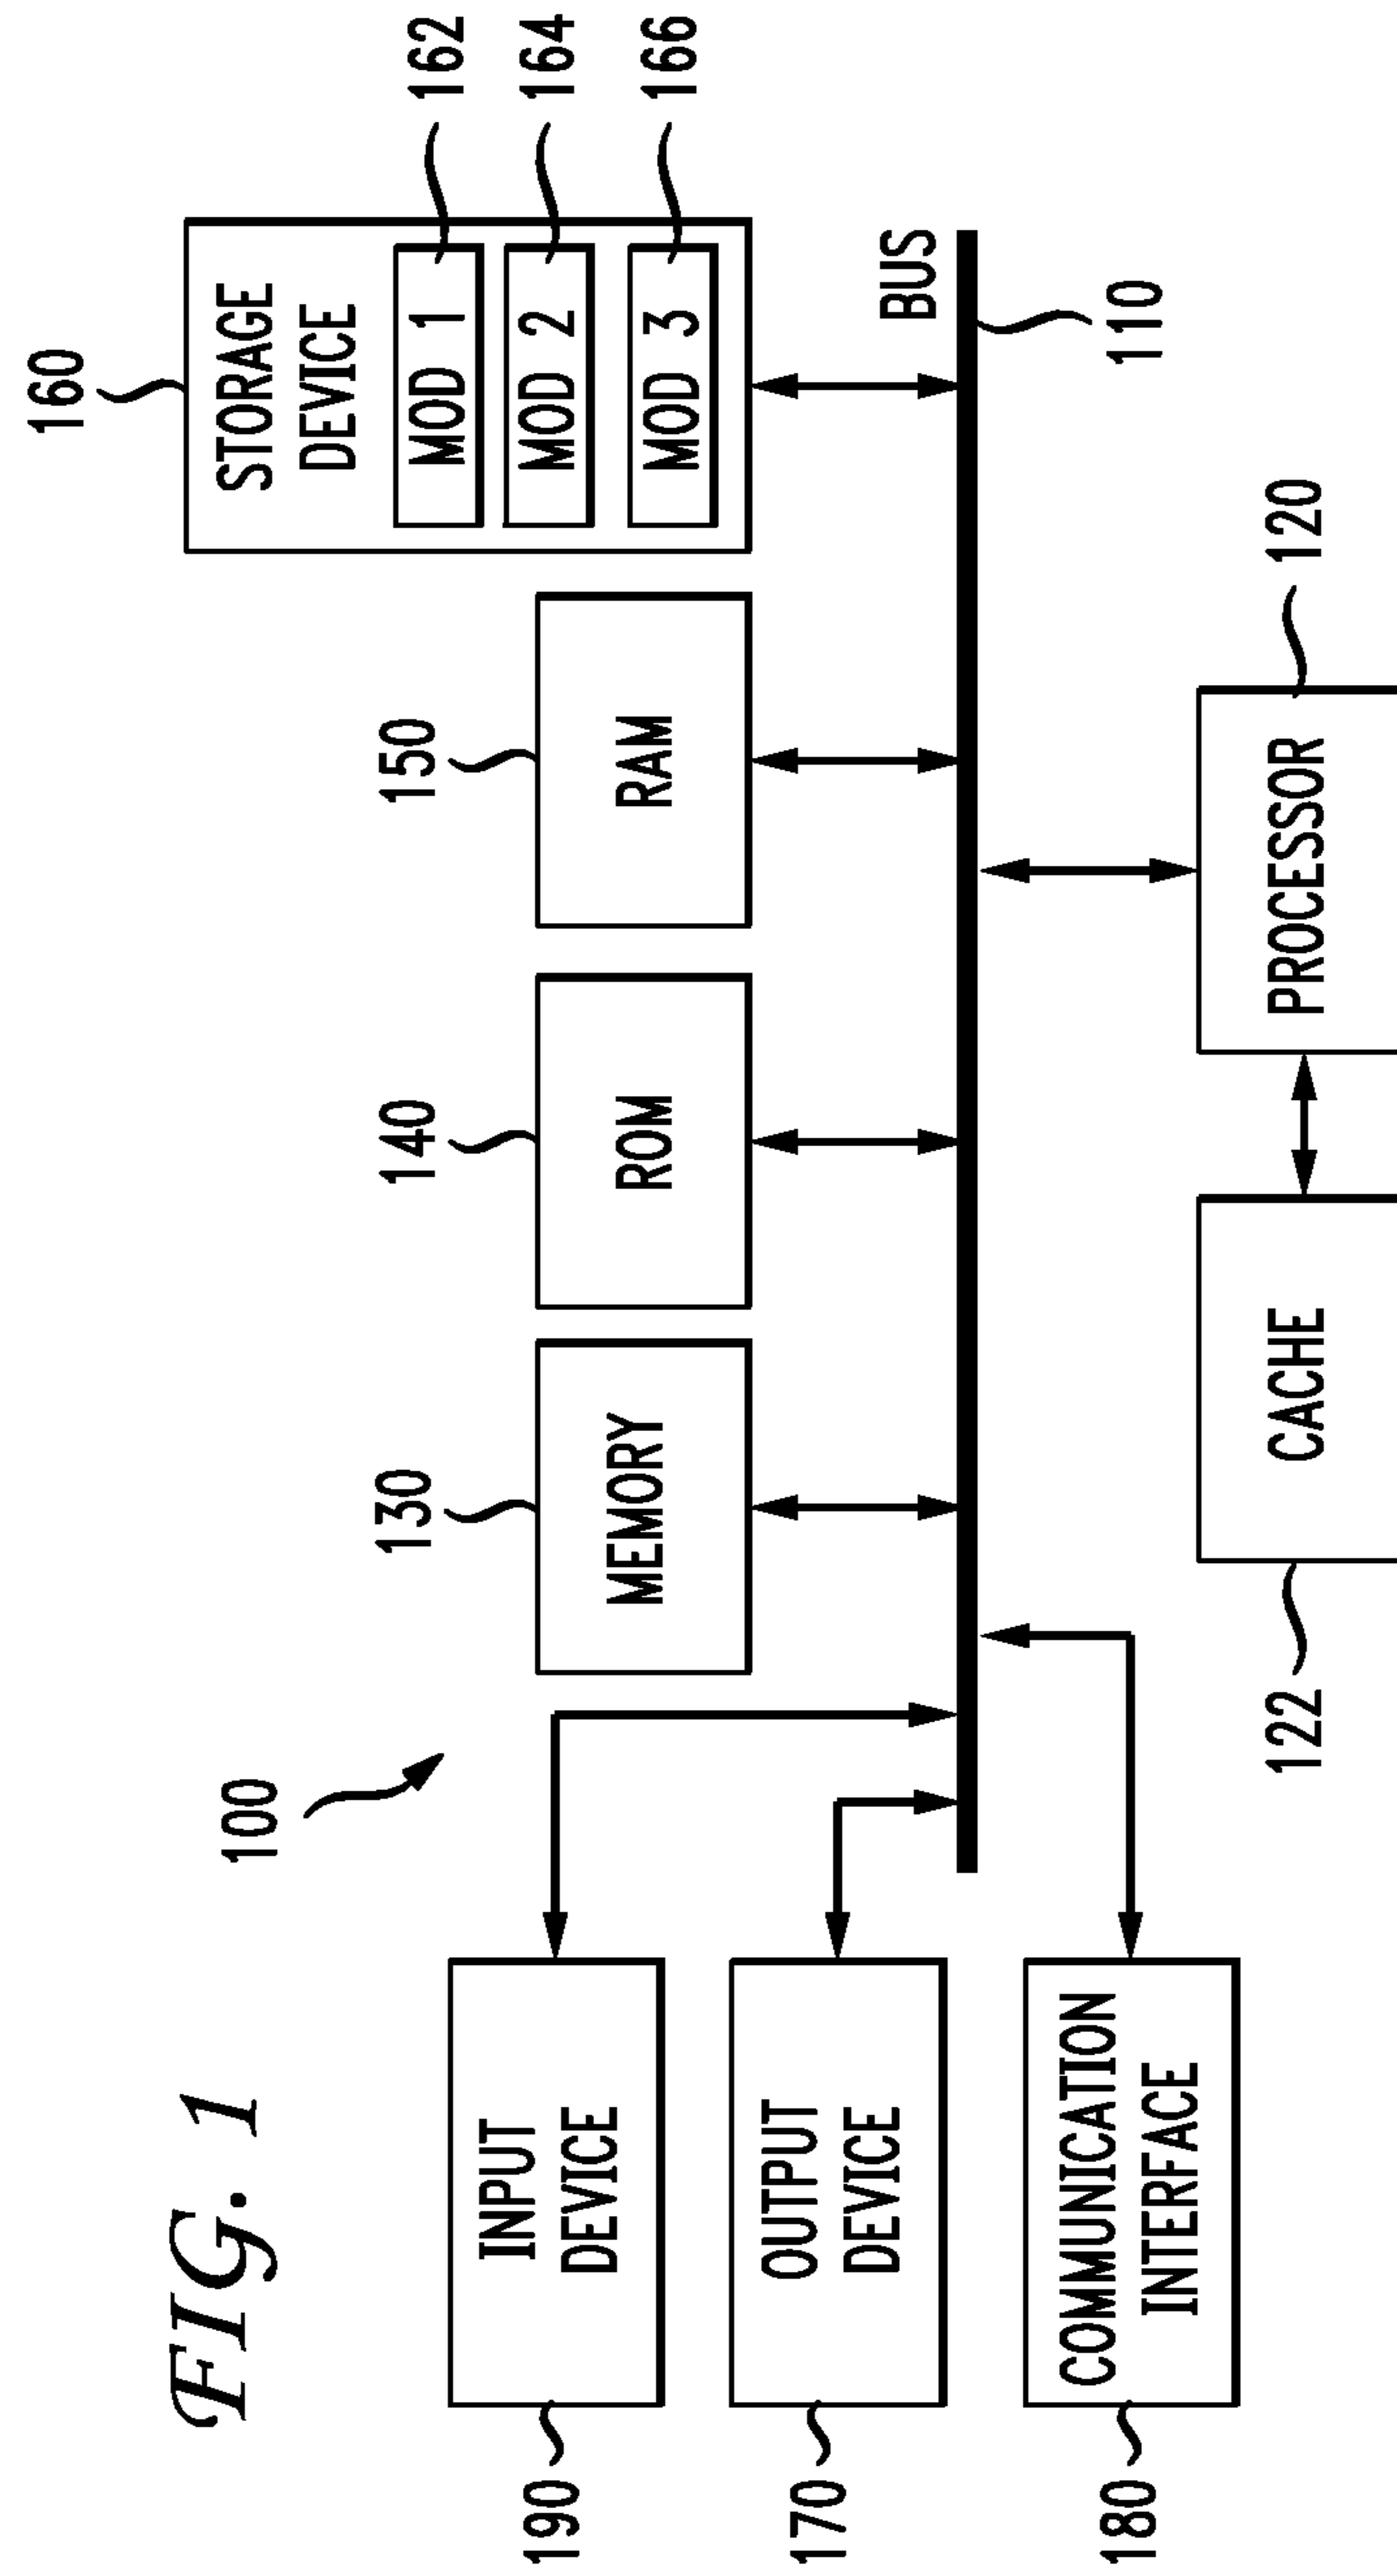 FIG. 1
160
STORAGE
DEVICE
MOD 1
162
MOD 2
164
MOD 3
166
150
RAM
140
ROM
130
MEMORY
100
190
INPUT
DEVICE
170
OUTPUT
DEVICE
180
COMMUNICATION
INTERFACE
BUS
110
122
CACHE
PROCESSOR
120